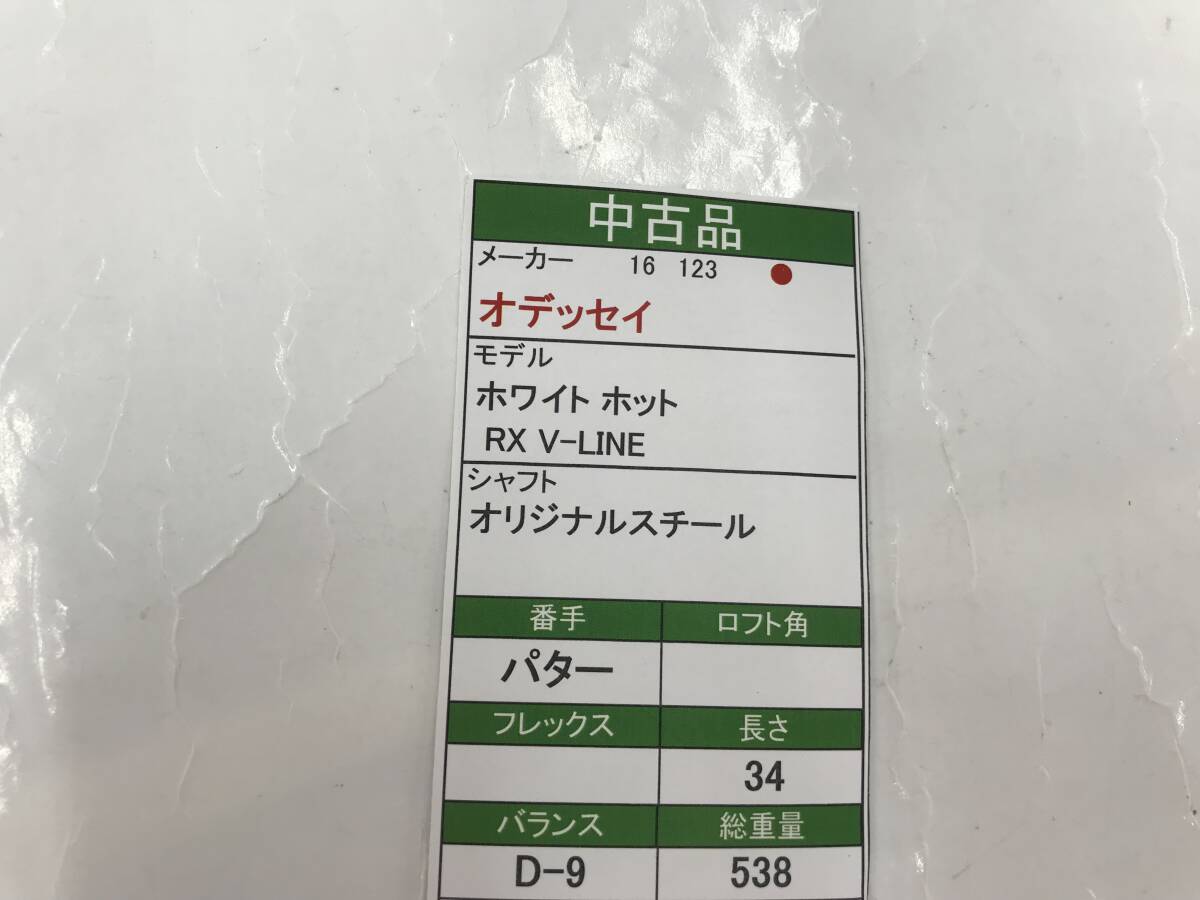 中古品
メーカー 16 123
オデッセイ
モデル
ホワイト ホット
RX V-LINE
シャフト
オリジナルスチール
番手 ロフト角
パター
フレックス 長さ
34
バランス 総重量
D-9 538